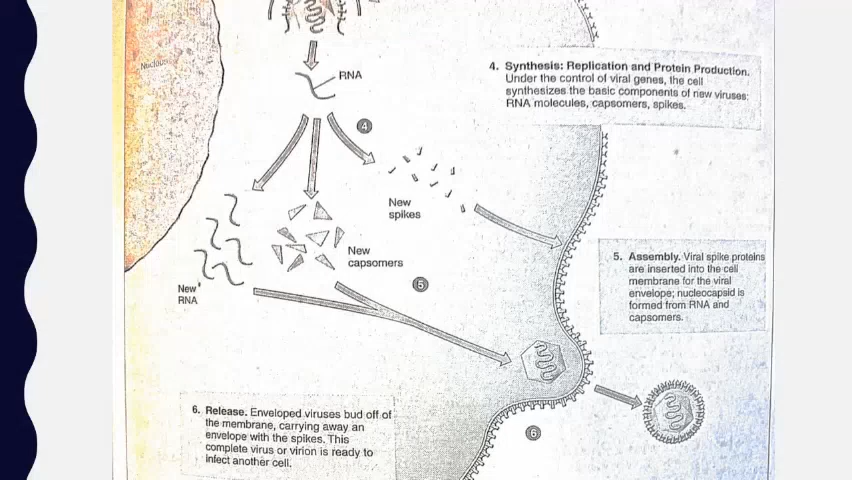 Nucleus
RNA
4. Synthesis: Replication and Protein Production.
Under the control of viral genes, the cell
synthesizes the basic components of new viruses:
RNA molecules, capsomers, spikes.
4
New
spikes
New
capsomers
5. Assembly. Viral spike proteins
are inserted into the cell
membrane for the viral
envelope; nucleocapsid is
formed from RNA and
capsomers.
5
New
RNA
6. Release. Enveloped viruses bud off of
the membrane, carrying away an
envelope with the spikes. This
complete virus or virion is ready to
infect another cell.
6